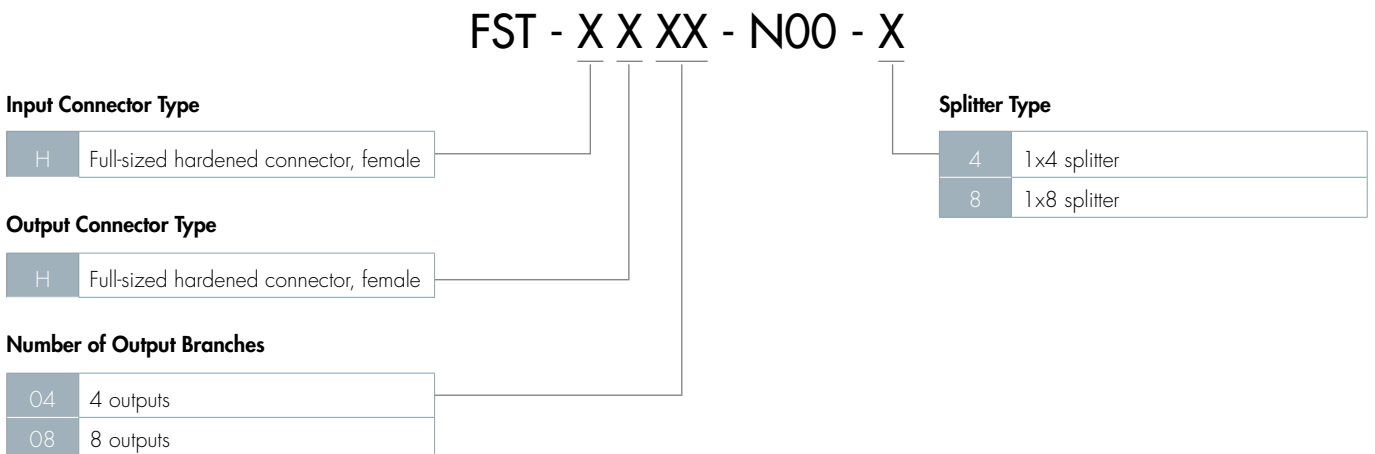 FST - X X XX - N00 - X
Input Connector Type
H Full-sized hardened connector, female
Output Connector Type
H Full-sized hardened connector, female
Number of Output Branches
04 4 outputs
08 8 outputs
Splitter Type
4 1x4 splitter
8 1x8 splitter